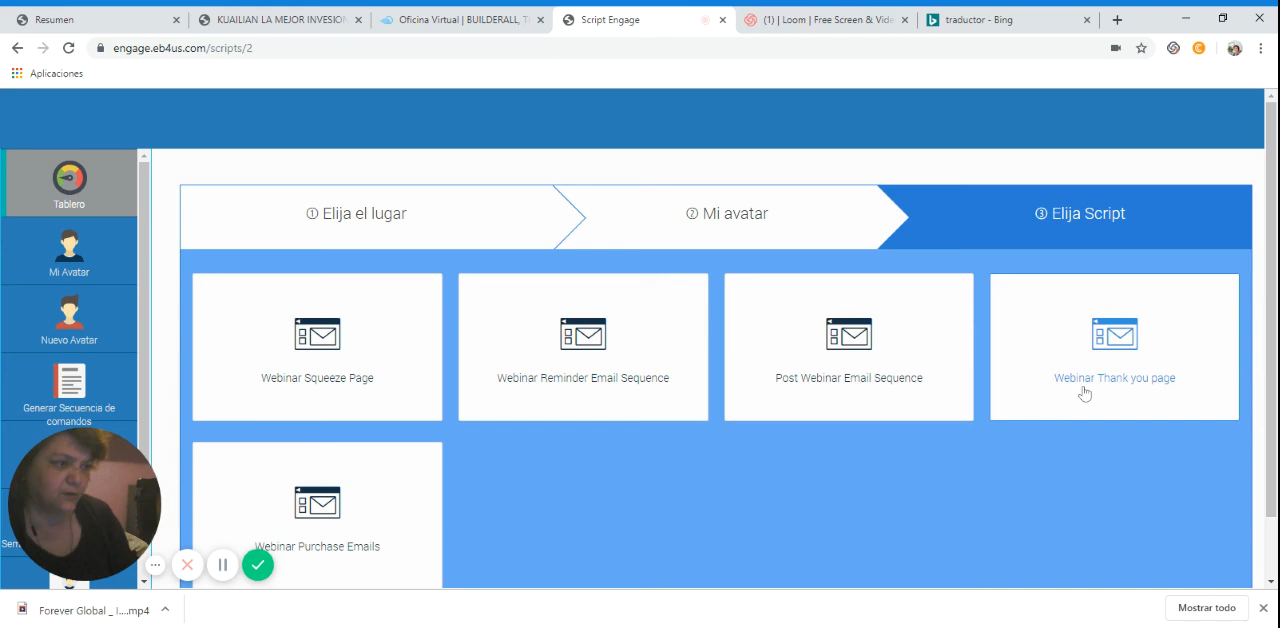 Resumen
KUAILIAN LA MEJOR INVESION
Oficina Virtual | BUILDERALL, T
Script Engage
(1) | Loom | Free Screen & Vide
traductor - Bing
engage.eb4us.com/scripts/2
Aplicaciones
Tablero
Mi Avatar
Nuevo Avatar
Generar Secuencia de
comandos
Sem
① Elija el lugar
② Mi avatar
③ Elija Script
Webinar Squeeze Page
Webinar Reminder Email Sequence
Post Webinar Email Sequence
Webinar Thank you page
Webinar Purchase Emails
Forever Global _ I....mp4
Mostrar todo